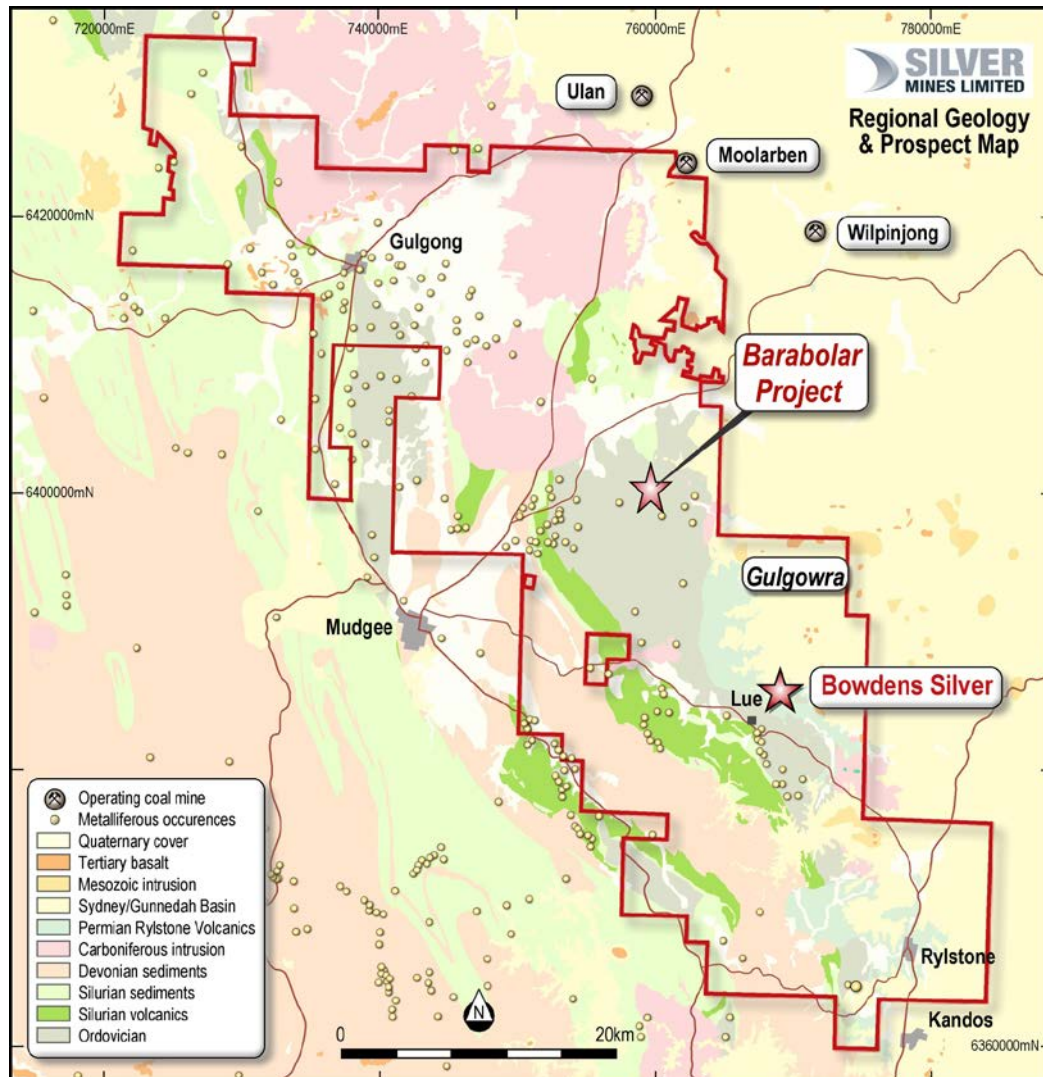 720000mE
740000mE
760000mE
780000mE
SILVER
MINES LIMITED
Regional Geology
& Prospect Map
Ulan
Moolarben
6420000mN
Wilpinjong
Gulgong
Barabolar
Project
6400000mN
Gulgowra
Mudgee
Bowdens Silver
Lue
Operating coal mine
Metalliferous occurences
Quaternary cover
Tertiary basalt
Mesozoic intrusion
Sydney/Gunnedah Basin
Permian Rylstone Volcanics
Carboniferous intrusion
Devonian sediments
Silurian sediments
Silurian volcanics
Ordovician
Rylstone
N
Kandos
0
20km
6360000mN